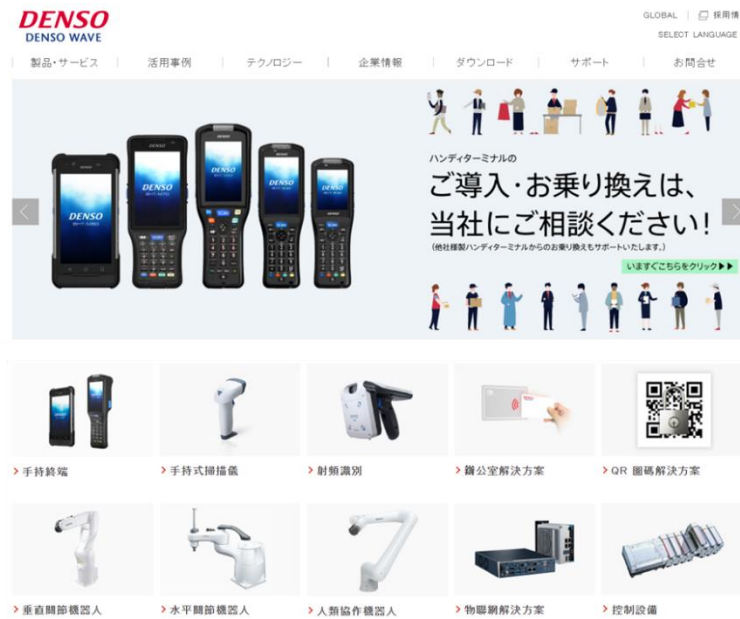 DENSO
DENSO WAVE
GLOBAL
採用情
SELECT LANGUAGE
製品・サービス
活用事例
テクノロジー
企業情報
ダウンロード
サポート
お問合せ
DENSO
DENSO
DENSO
DENSO
DENSO
ハンディターミナルの
ご導入・お乗り換えは、
当社にご相談ください!
(他社様製ハンディターミナルからのお乗り換えもサポートいたします。)
いますぐこちらをクリック▶▶
手持終端
手持式掃描儀
射頻識別
辦公室解決方案
QR 圖碼解決方案
垂直關節機器人
水平關節機器人
人類協作機器人
物聯網解決方案
控制設備